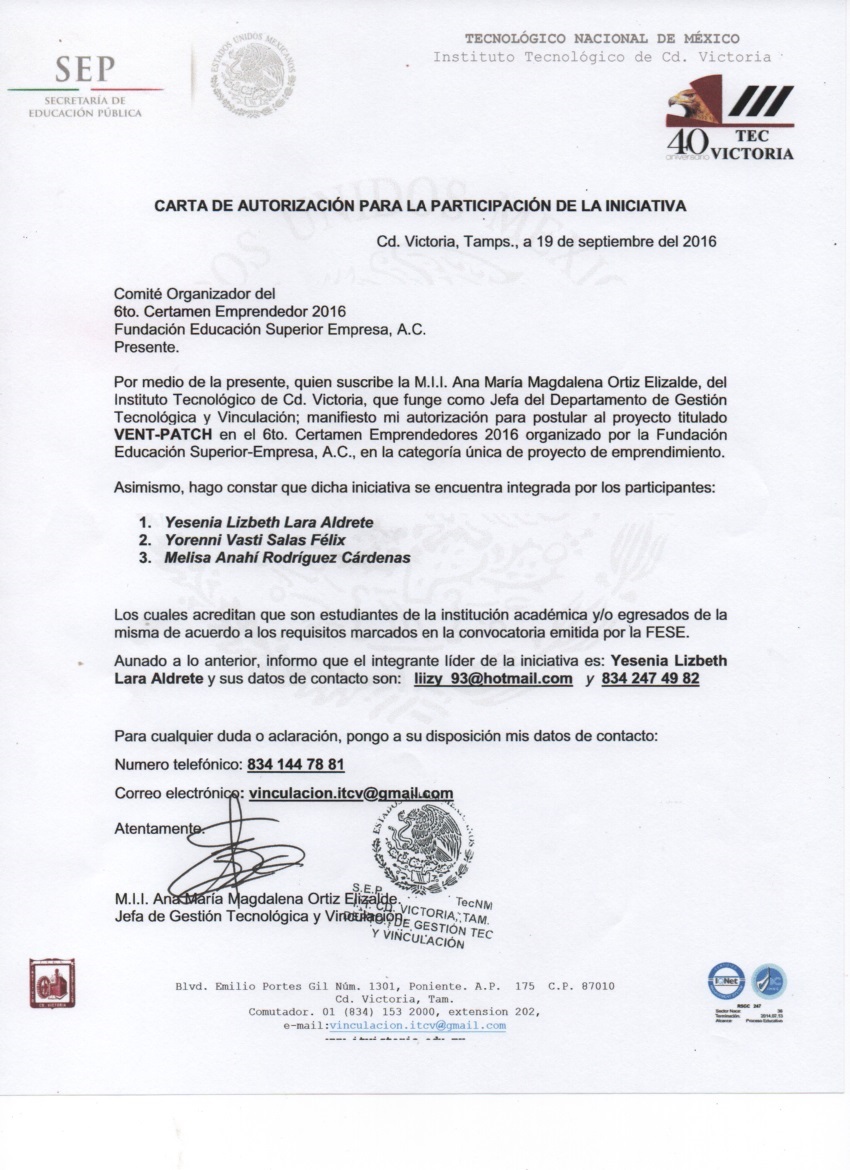 SEP
SECRETARÍA DE
EDUCACIÓN PÚBLICA
ESTADOS UNIDOS MEXICANOS
TECNOLÓGICO NACIONAL DE MÉXICO
Instituto Tecnológico de Cd. Victoria
40 TEC
aniversario VICTORIA
CARTA DE AUTORIZACIÓN PARA LA PARTICIPACIÓN DE LA INICIATIVA
Cd. Victoria, Tamps., a 19 de septiembre del 2016
Comité Organizador del
6to. Certamen Emprendedor 2016
Fundación Educación Superior Empresa, A.C.
Presente.
Por medio de la presente, quien suscribe la M.I.I. Ana María Magdalena Ortiz Elizalde, del
Instituto Tecnológico de Cd. Victoria, que funge como Jefa del Departamento de Gestión
Tecnológica y Vinculación; manifiesto mi autorización para postular al proyecto titulado
VENT-PATCH en el 6to. Certamen Emprendedores 2016 organizado por la Fundación
Educación Superior-Empresa, A.C., en la categoría única de proyecto de emprendimiento.
Asimismo, hago constar que dicha iniciativa se encuentra integrada por los participantes:
1. Yesenia Lizbeth Lara Aldrete
2. Yorenni Vasti Salas Félix
3. Melisa Anahí Rodríguez Cárdenas
Los cuales acreditan que son estudiantes de la institución académica y/o egresados de la
misma de acuerdo a los requisitos marcados en la convocatoria emitida por la FESE.
Aunado a lo anterior, informo que el integrante líder de la iniciativa es: Yesenia Lizbeth
Lara Aldrete y sus datos de contacto son: liizy_93@hotmail.com y 834 247 49 82
Para cualquier duda o aclaración, pongo a su disposición mis datos de contacto:
Numero telefónico: 834 144 78 81
Correo electrónico: vinculacion.itcv@gmail.com
Atentamente.
M.I.I. Ana María Magdalena Ortiz Elizalde.
Jefa de Gestión Tecnológica y Vinculación.
S.E.P. TecNM
CD. VICTORIA, TAM.
DE GESTIÓN TEC
Y VINCULACIÓN
Blvd. Emilio Portes Gil Núm. 1301, Poniente. A.P. 175 C.P. 87010
Cd. Victoria, Tam.
Comutador. 01 (834) 153 2000, extension 202,
e-mail:vinculacion.itcv@gmail.com
IQNet
RSGC 247